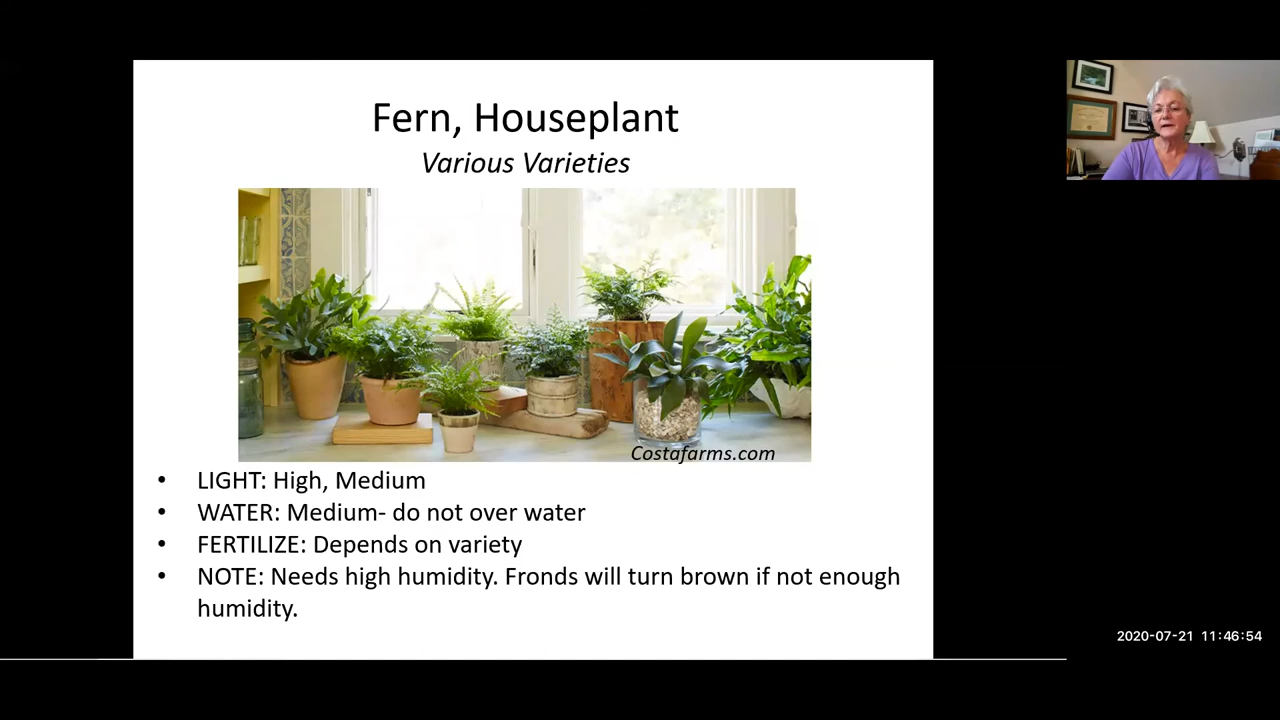 Fern, Houseplant
Various Varieties
Costafarms.com
• LIGHT: High, Medium
• WATER: Medium- do not over water
• FERTILIZE: Depends on variety
• NOTE: Needs high humidity. Fronds will turn brown if not enough
humidity.
2020-07-21 11:46:54